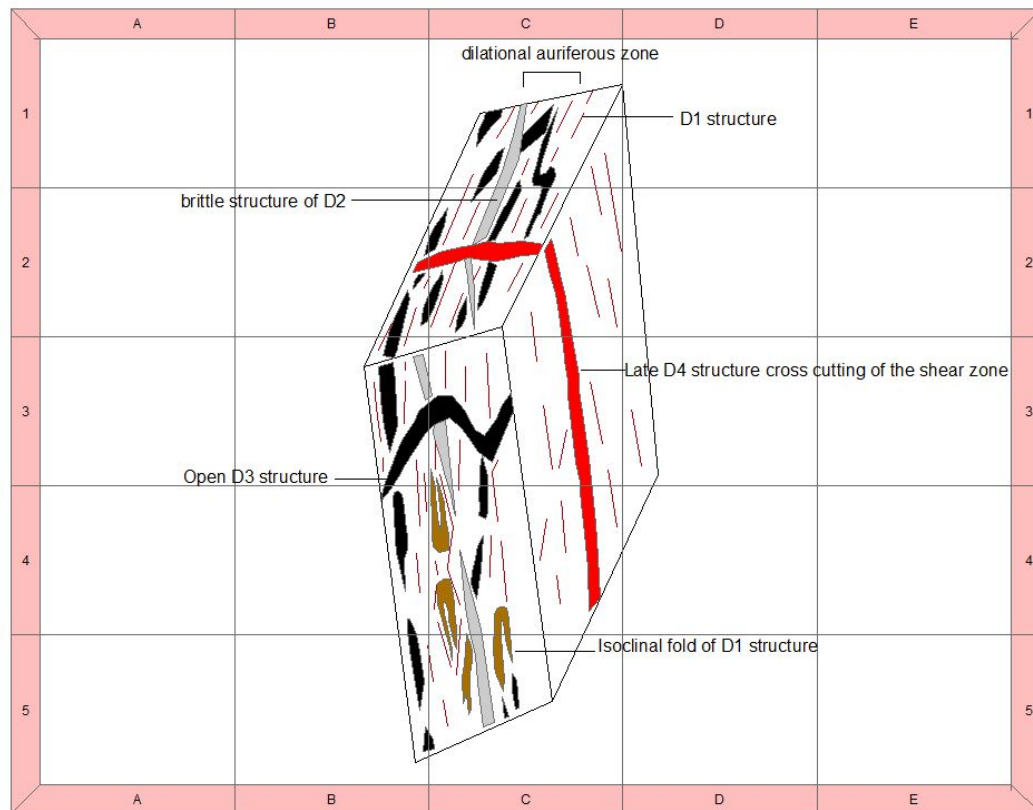 A B C D E
dilational auriferous zone
1 1
D1 structure
brittle structure of D2
2 2
Late D4 structure cross cutting of the shear zone
3 3
Open D3 structure
4 4
Isoclinal fold of D1 structure
5 5
A B C D E